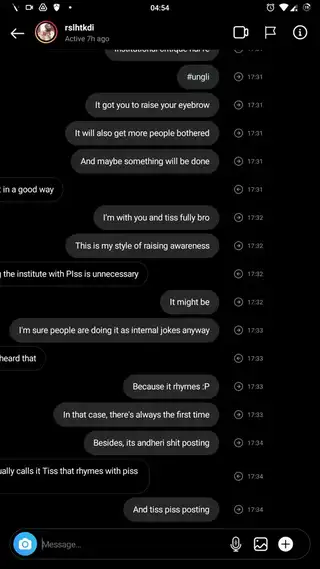 04:54
rslhtkdi
Active 7h ago
Institutional critique
#ungli
17:31
It got you to raise your eyebrow
17:31
It will also get more people bothered
17:31
And maybe something will be done
17:31
in a good way
17:31
I'm with you and tiss fully bro
17:32
This is my style of raising awareness
17:32
g the institute with PIss is unnecessary
17:32
It might be
17:32
I'm sure people are doing it as internal jokes anyway
17:33
heard that
17:33
Because it rhymes :P
17:33
In that case, there's always the first time
17:33
Besides, its andheri shit posting
17:34
ually calls it Tiss that rhymes with piss
17:34
And tiss piss posting
17:34
Message...